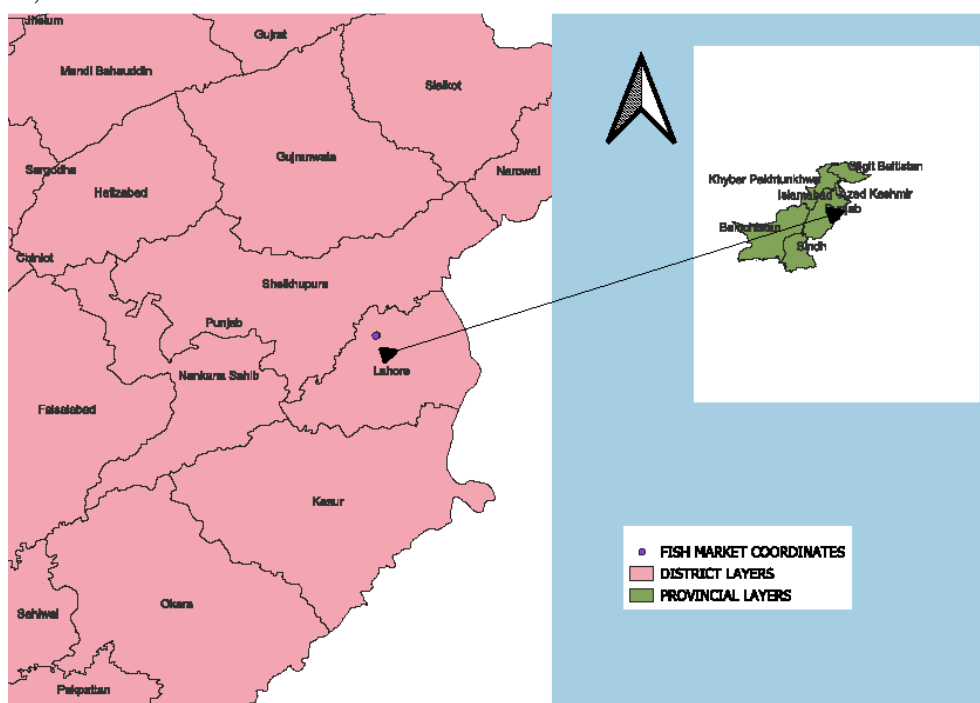 Jhelum
Gujrat
Mandi Bahauddin
Sialkot
Gujranwala
Sargodha
Narowal
Hafizabad
Chiniot
Sheikhupura
Punjab
Lahore
Nankana Sahib
Faisalabad
Kasur
Okara
Sahiwal
Pakpattan
Gilgit Baltistan
Khyber Pakhtunkhwa
Islamabad
Azad Kashmir
Punjab
Balochistan
Sindh
FISH MARKET COORDINATES
DISTRICT LAYERS
PROVINCIAL LAYERS